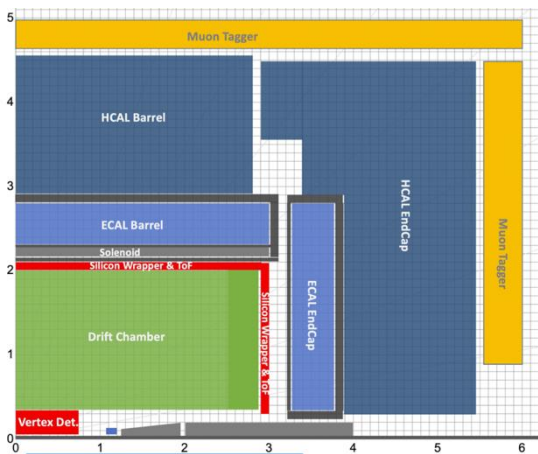 5
Muon Tagger
4
HCAL Barrel
HCAL EndCap
Muon Tagger
3
ECAL Barrel
Solenoid
2
Silicon Wrapper & ToF
Silicon Wrapper & ToF
ECAL EndCap
Drift Chamber
1
Vertex Det.
0
0
1
2
3
4
5
6